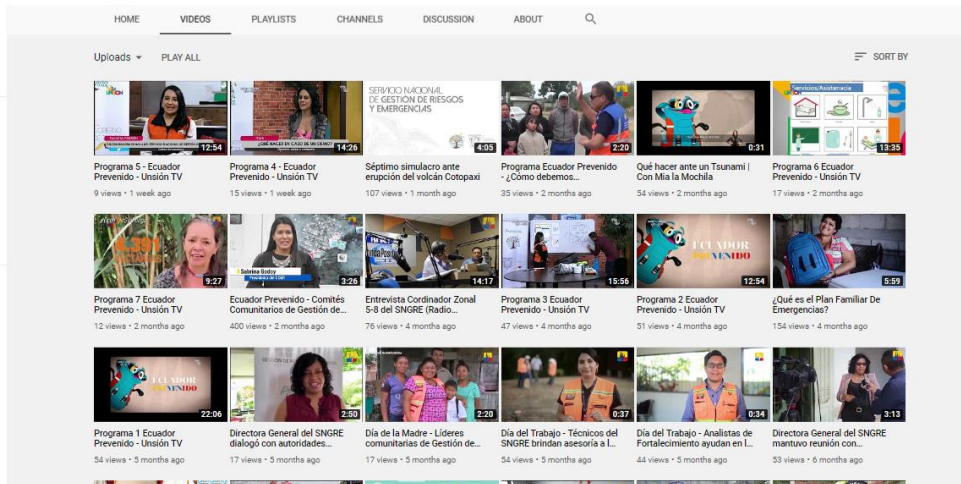 HOME VIDEOS PLAYLISTS CHANNELS DISCUSSION ABOUT
Uploads PLAY ALL SORT BY
12:54
14:26
SERVICIO NACIONAL
DE GESTIÓN DE RIESGOS
Y EMERGENCIAS
4:05
2:20
0:31
Servicios/Asistencia
13:35
Programa 5 - Ecuador
Prevenido - Unsión TV
9 views • 1 week ago
Programa 4 - Ecuador
Prevenido - Unsión TV
15 views • 1 week ago
Séptimo simulacro ante
erupción del volcán Cotopaxi
107 views • 1 month ago
Programa Ecuador Prevenido
- ¿Cómo debemos...
35 views • 2 months ago
Qué hacer ante un Tsunami |
Con Mia la Mochila
54 views • 2 months ago
Programa 6 Ecuador
Prevenido - Unsión TV
17 views • 2 months ago
4.391
9:27
Sabrina Godoy
3:26
14:17
15:56
ECUADOR
PREVENIDO
12:54
5:59
Programa 7 Ecuador
Prevenido - Unsión TV
12 views • 2 months ago
Ecuador Prevenido - Comités
Comunitarios de Gestión de...
400 views • 2 months ago
Entrevista Cordinador Zonal
5-8 del SNGRE (Radio...
76 views • 4 months ago
Programa 3 Ecuador
Prevenido - Unsión TV
47 views • 4 months ago
Programa 2 Ecuador
Prevenido - Unsión TV
51 views • 4 months ago
¿Qué es el Plan Familiar De
Emergencias?
154 views • 4 months ago
ECUADOR
PREVENIDO
22:06
2:50
2:20
0:37
0:34
3:13
Programa 1 Ecuador
Prevenido - Unsión TV
54 views • 5 months ago
Directora General del SNGRE
dialogó con autoridades...
17 views • 5 months ago
Día de la Madre - Líderes
comunitarias de Gestión de...
17 views • 5 months ago
Día del Trabajo - Técnicos del
SNGRE brindan asesoría a l...
54 views • 5 months ago
Día del Trabajo - Analistas de
Fortalecimiento ayudan en l...
44 views • 5 months ago
Directora General del SNGRE
mantuvo reunión con...
53 views • 6 months ago